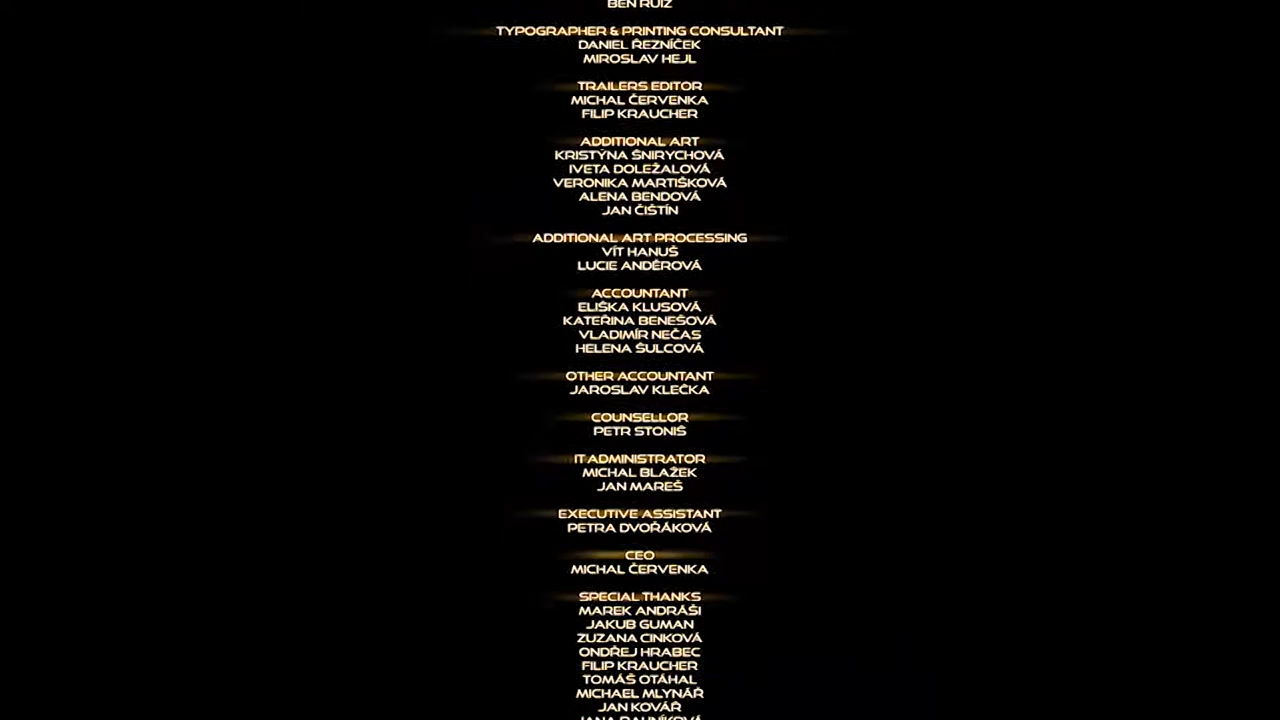 BEN RUIZ
TYPOGRAPHER & PRINTING CONSULTANT
DANIEL ŘEZNÍČEK
MIROSLAV HEJL
TRAILERS EDITOR
MICHAL ČERVENKA
FILIP KRAUCHER
ADDITIONAL ART
KRISTÝNA ŠNIRYCHOVÁ
IVETA DOLEŽALOVÁ
VERONIKA MARTIŠKOVÁ
ALENA BENDOVÁ
JAN ČIŠTÍN
ADDITIONAL ART PROCESSING
VÍT HANUŠ
LUCIE ANDĚROVÁ
ACCOUNTANT
ELIŠKA KLUSOVÁ
KATEŘINA BENEŠOVÁ
VLADIMÍR NEČAS
HELENA ŠULCOVÁ
OTHER ACCOUNTANT
JAROSLAV KLEČKA
COUNSELLOR
PETR STONIŠ
IT ADMINISTRATOR
MICHAL BLAŽEK
JAN MAREŠ
EXECUTIVE ASSISTANT
PETRA DVOŘÁKOVÁ
CEO
MICHAL ČERVENKA
SPECIAL THANKS
MAREK ANDRÁŠI
JAKUB GUMAN
ZUZANA CINKOVÁ
ONDŘEJ HRABEC
FILIP KRAUCHER
TOMÁŠ OTÁHAL
MICHAEL MLYNÁŘ
JAN KOVÁŘ